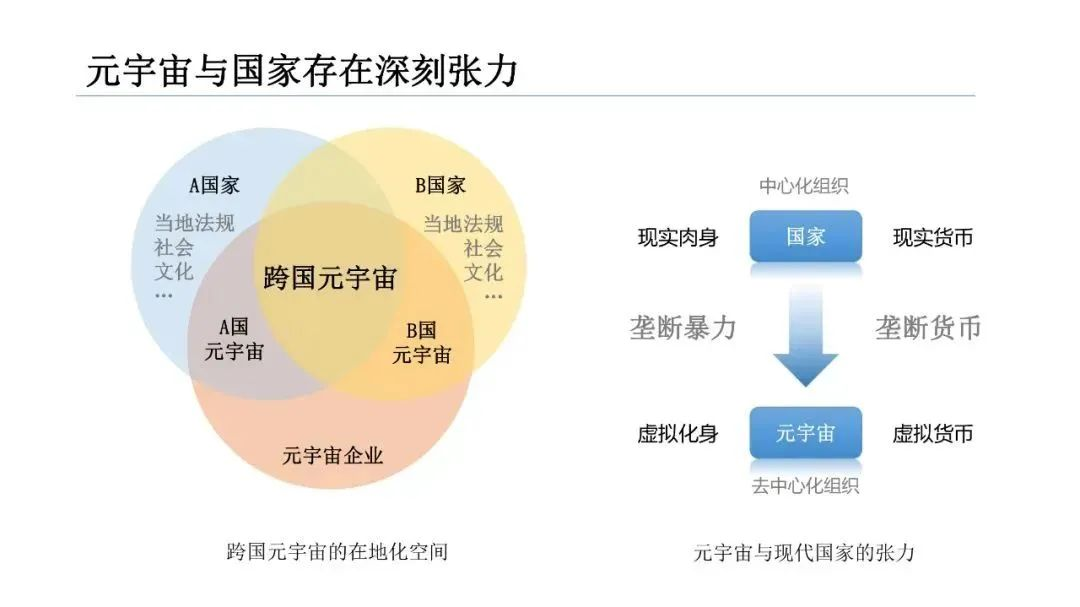 元宇宙与国家存在深刻张力
A国家
当地法规
社会
文化
...
B国家
当地法规
社会
文化
...
跨国元宇宙
A国
元宇宙
B国
元宇宙
元宇宙企业
跨国元宇宙的在地化空间
中心化组织
现实肉身
国家
现实货币
垄断暴力
垄断货币
虚拟化身
元宇宙
虚拟货币
去中心化组织
元宇宙与现代国家的张力